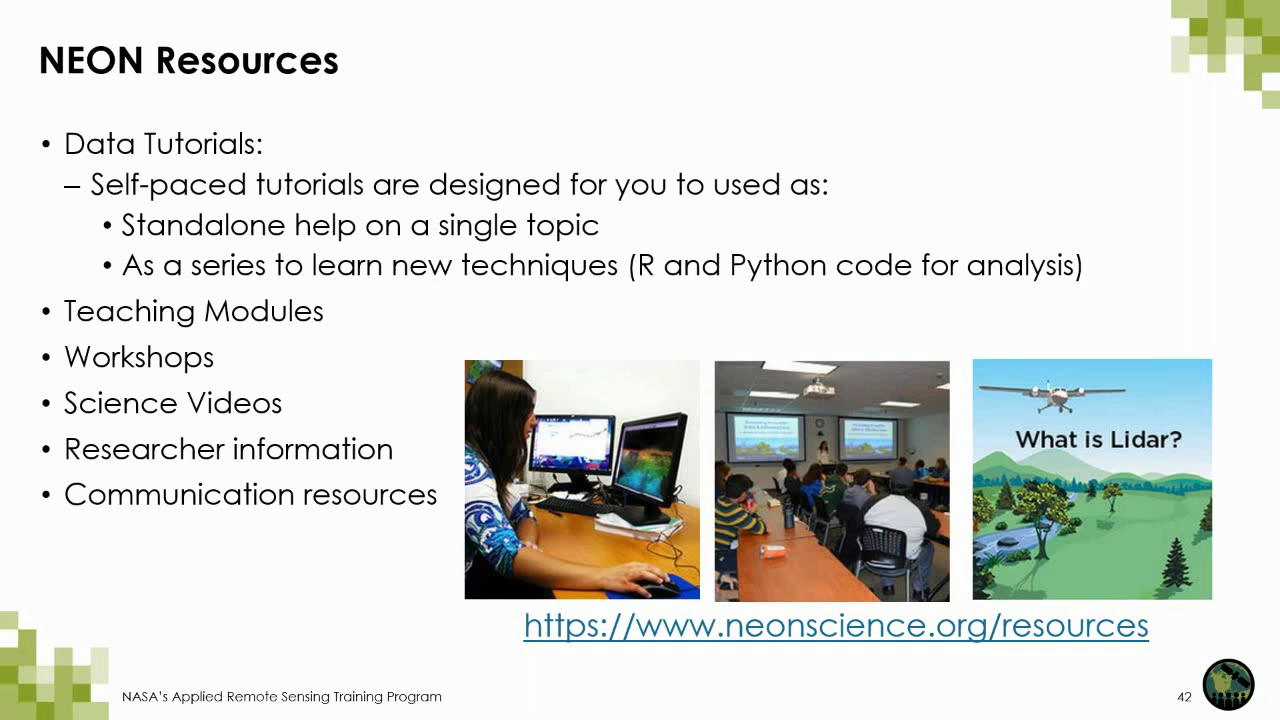 NEON Resources
• Data Tutorials:
– Self-paced tutorials are designed for you to used as:
• Standalone help on a single topic
• As a series to learn new techniques (R and Python code for analysis)
• Teaching Modules
• Workshops
• Science Videos
• Researcher information
• Communication resources
What is Lidar?
https://www.neonscience.org/resources
NASA's Applied Remote Sensing Training Program
42